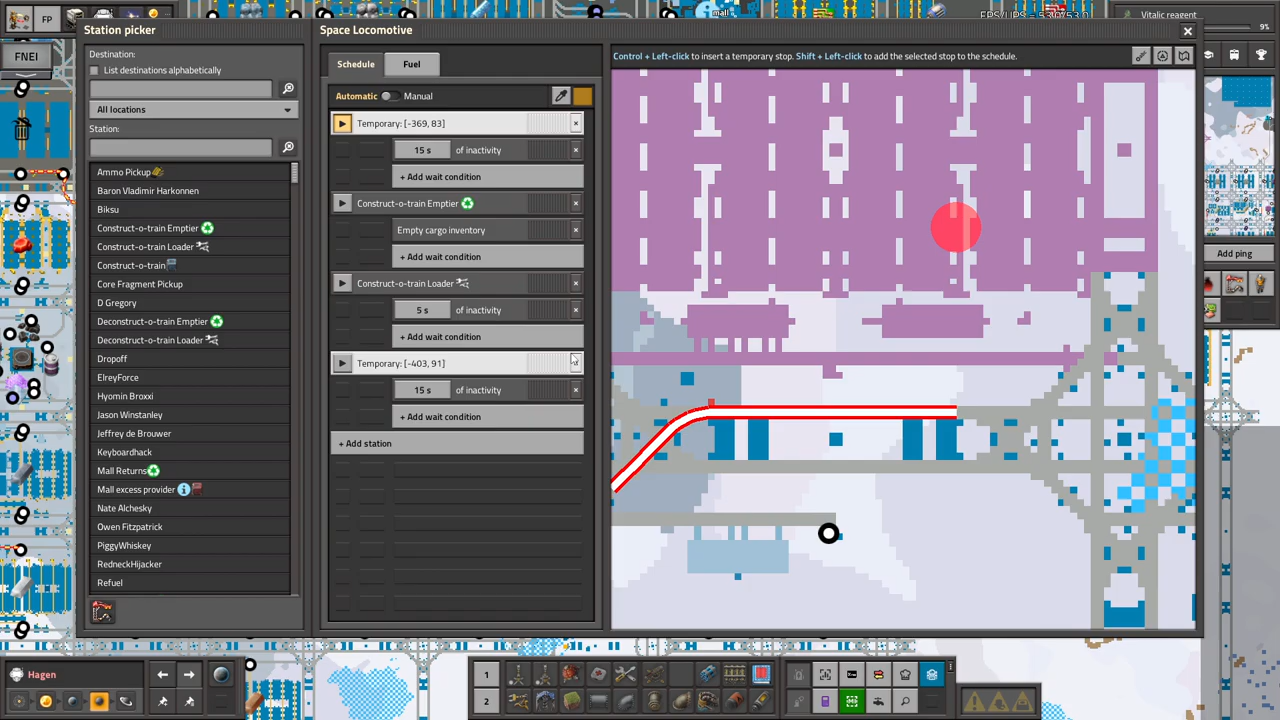 mall
Vitalic reagent
9%
FP
Station picker
Space Locomotive
FNEI
Destination:
List destinations alphabetically
Schedule
Fuel
Control + Left-click to insert a temporary stop. Shift + Left-click to add the selected stop to the schedule.
Automatic
Manual
All locations
Station:
Temporary: [-369, 83]
15 s
of inactivity
+ Add wait condition
Construct-o-train Emptier
Empty cargo inventory
+ Add wait condition
Construct-o-train Loader
5 s
of inactivity
+ Add wait condition
Temporary: [-403, 91]
15 s
of inactivity
+ Add wait condition
+ Add station
Ammo Pickup
Baron Vladimir Harkonnen
Biksu
Construct-o-train Emptier
Construct-o-train Loader
Construct-o-train
Core Fragment Pickup
D Gregory
Deconstruct-o-train Emptier
Deconstruct-o-train Loader
Dropoff
ElreyForce
Hyomin Broxxi
Jason Winstanley
Jeffrey de Brouwer
Keyboardhack
Mall Returns
Mall excess provider
Nate Alchesky
Owen Fitzpatrick
PiggyWhiskey
RedneckHijacker
Refuel
Add ping
Hagen
1
2